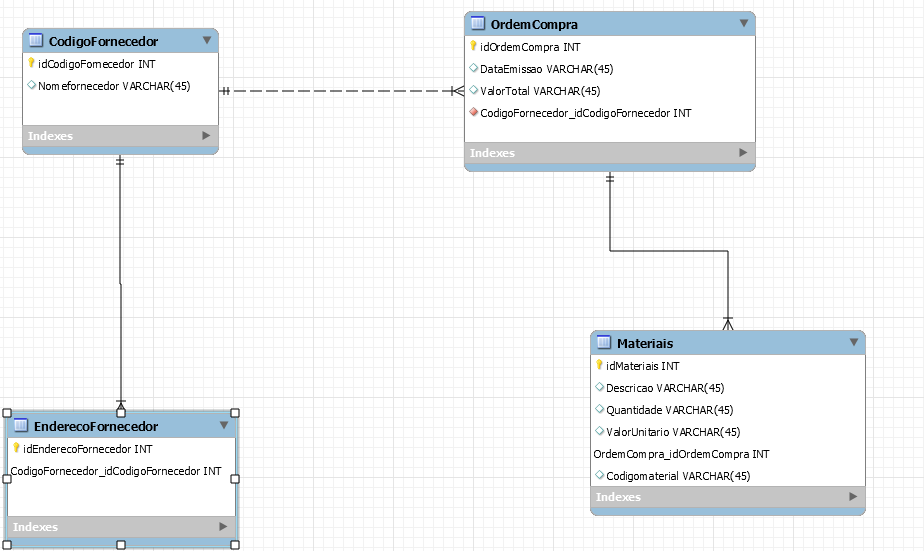 CodigoFornecedor
idCodigoFornecedor INT
Nomefornecedor VARCHAR(45)
Indexes
OrdemCompra
idOrdemCompra INT
DataEmissao VARCHAR(45)
ValorTotal VARCHAR(45)
CodigoFornecedor_idCodigoFornecedor INT
Indexes
EnderecoFornecedor
idEnderecoFornecedor INT
CodigoFornecedor_idCodigoFornecedor INT
Indexes
Materiais
idMateriais INT
Descricao VARCHAR(45)
Quantidade VARCHAR(45)
ValorUnitario VARCHAR(45)
OrdemCompra_idOrdemCompra INT
Codigomaterial VARCHAR(45)
Indexes